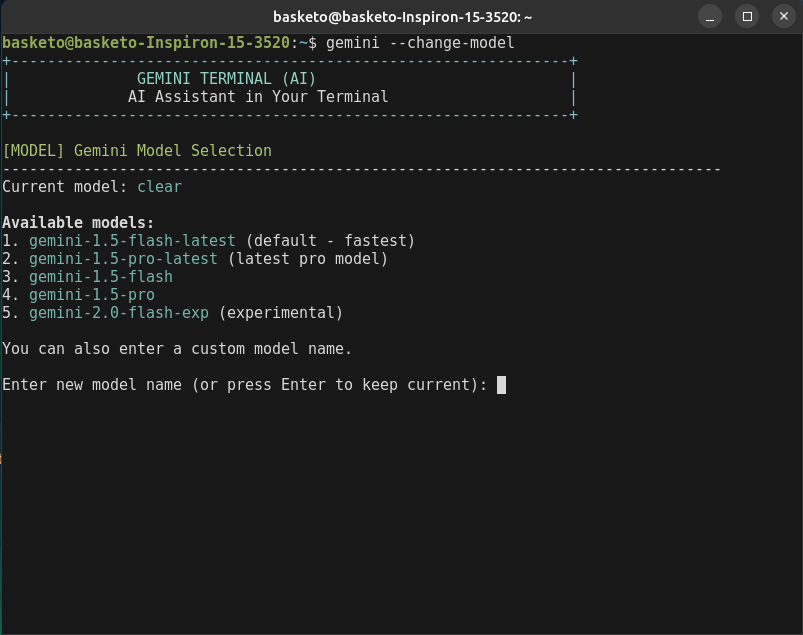 basketo@basketo-Inspiron-15-3520: ~
basketo@basketo-Inspiron-15-3520:~$ gemini --change-model
+--------------------------------------------------------------+
| GEMINI TERMINAL (AI) |
| AI Assistant in Your Terminal |
+--------------------------------------------------------------+
[MODEL] Gemini Model Selection
--------------------------------------------------------------------------------
Current model: clear
Available models:
1. gemini-1.5-flash-latest (default - fastest)
2. gemini-1.5-pro-latest (latest pro model)
3. gemini-1.5-flash
4. gemini-1.5-pro
5. gemini-2.0-flash-exp (experimental)
You can also enter a custom model name.
Enter new model name (or press Enter to keep current):